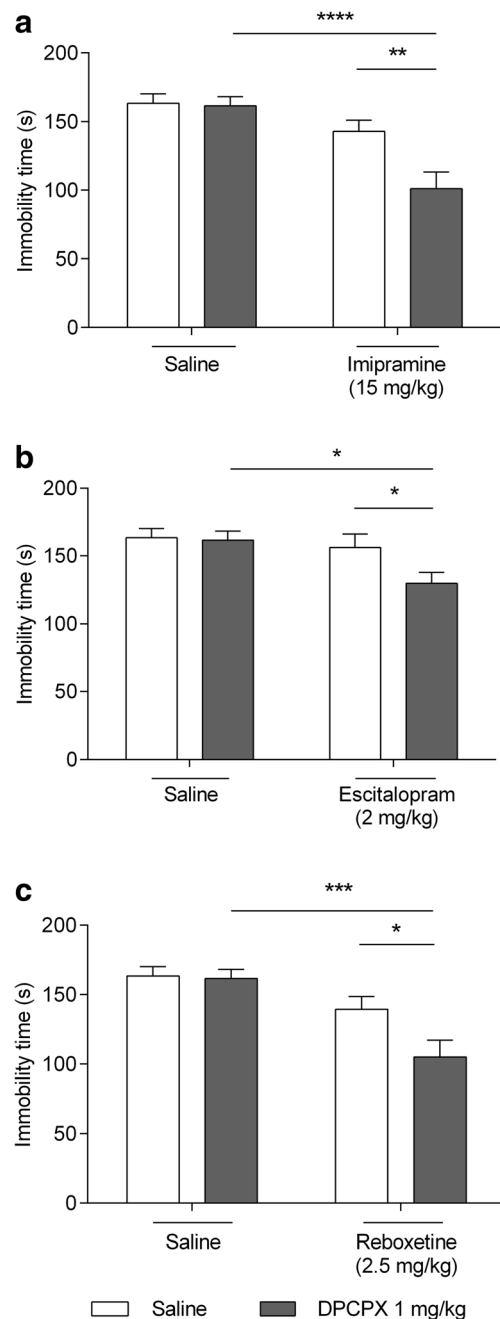 a
****
**
200
150
100
50
0
Immobility time (s)
Saline
Imipramine
(15 mg/kg)
b
*
*
200
150
100
50
0
Immobility time (s)
Saline
Escitalopram
(2 mg/kg)
c
***
*
200
150
100
50
0
Immobility time (s)
Saline
Reboxetine
(2.5 mg/kg)
Saline
DPCPX 1 mg/kg